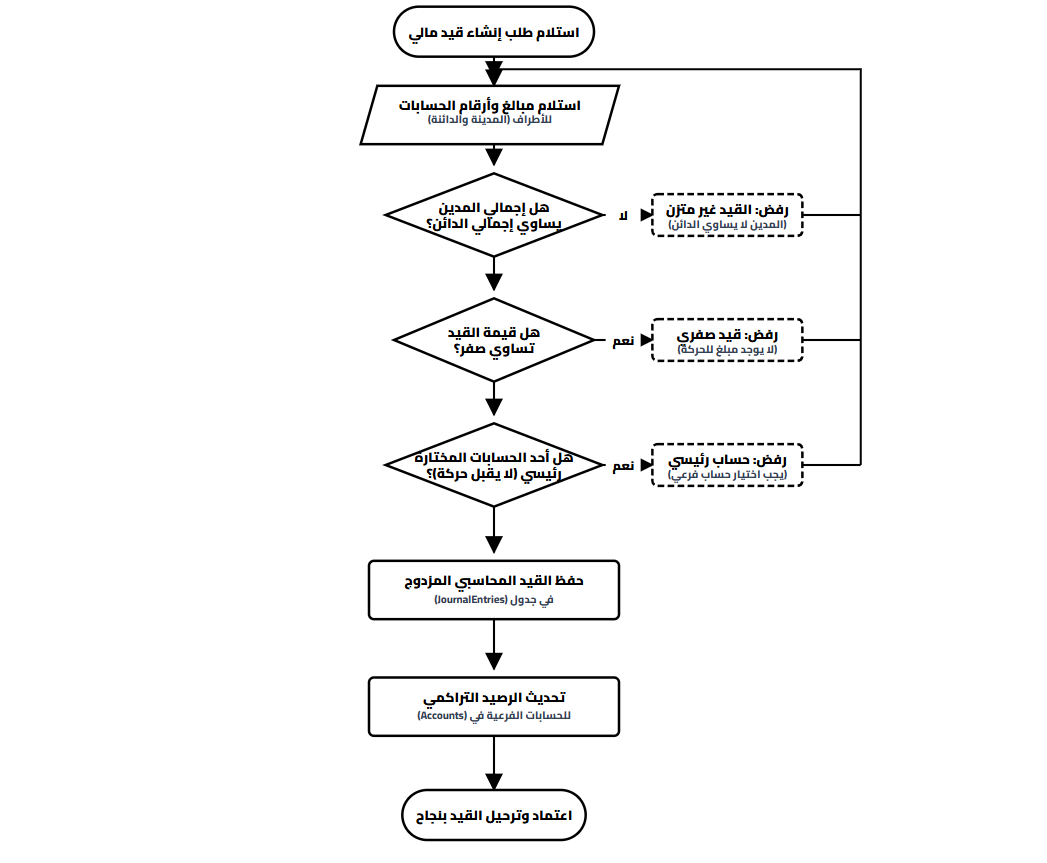 استلام طلب إنشاء قيد مالي
استلام مبالغ وأرقام الحسابات
للأطراف (المدينة والدائنة)
هل إجمالي المدين
يساوي إجمالي الدائن؟
لا
رفض: القيد غير متزن
(المدين لا يساوي الدائن)
هل قيمة القيد
تساوي صفر؟
نعم
رفض: قيد صفري
(لا يوجد مبلغ للحركة)
هل أحد الحسابات المختارة
رئيسي (لا يقبل حركة)؟
نعم
رفض: حساب رئيسي
(يجب اختيار حساب فرعي)
حفظ القيد المحاسبي المزدوج
في جدول (JournalEntries)
تحديث الرصيد التراكمي
للحسابات الفرعية في (Accounts)
اعتماد وترحيل القيد بنجاح